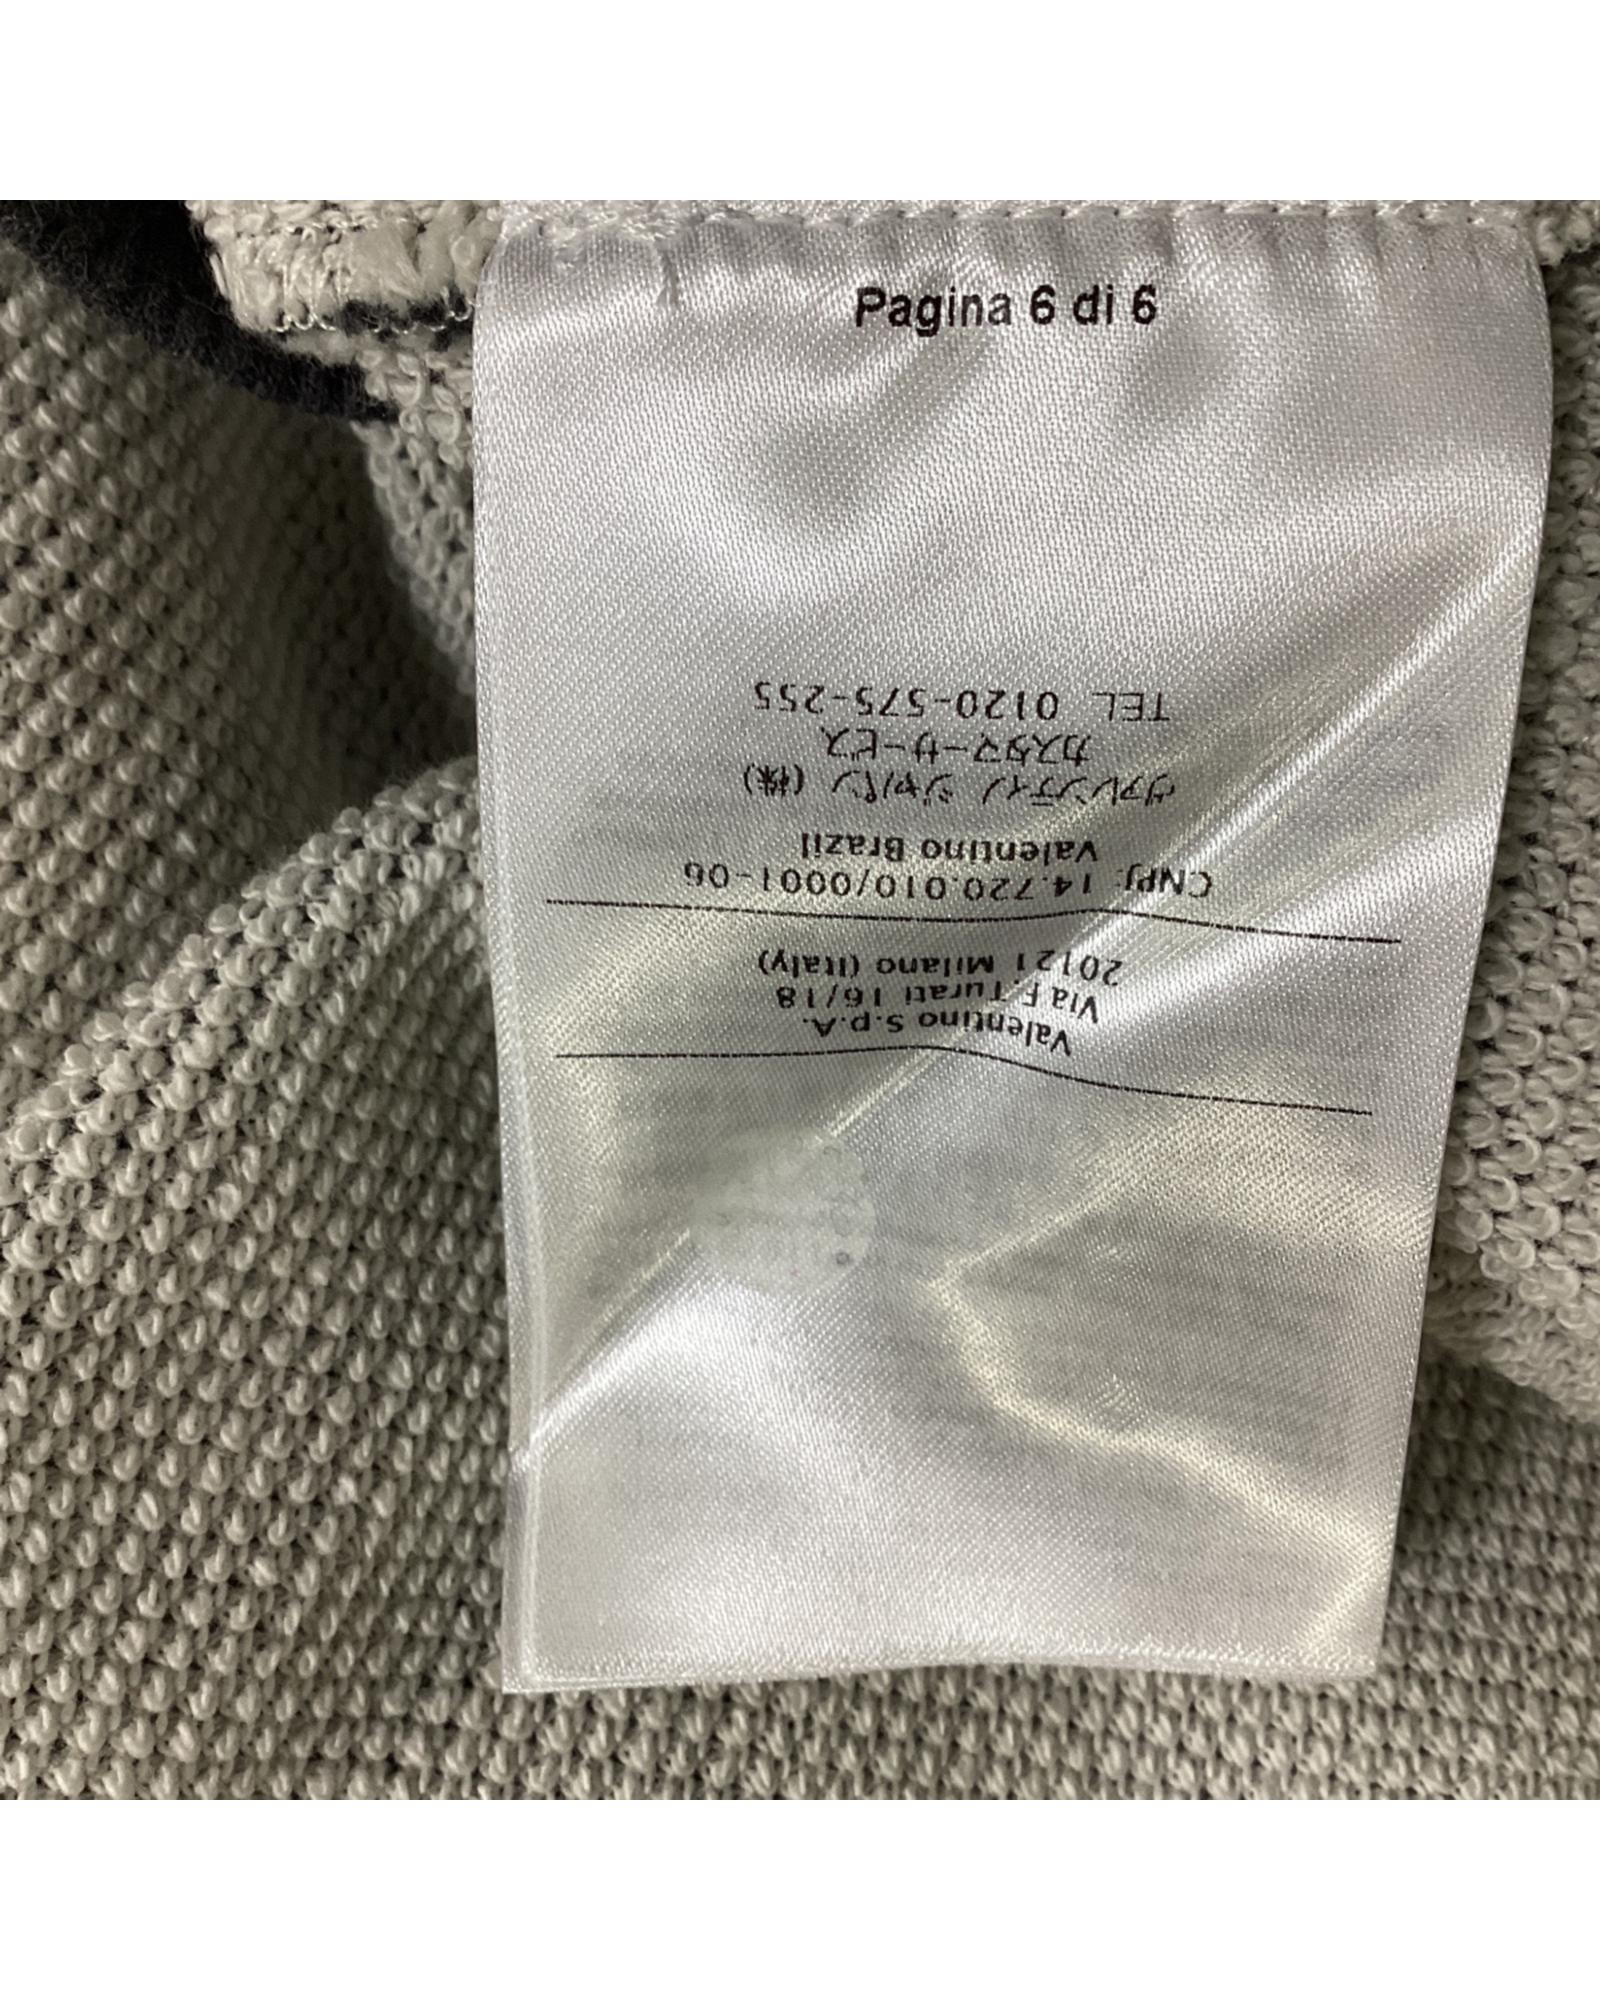 Pagina 6 di 6
Valentino S.p.A.
Via F.Turati 16/18
20121 Milano (Italy)
CNPJ: 14.720.010/0001-06
Valentino Brazil
ヴァレンティノ ジャパン (株)
カスタマーサービス
TEL 0120-575-255